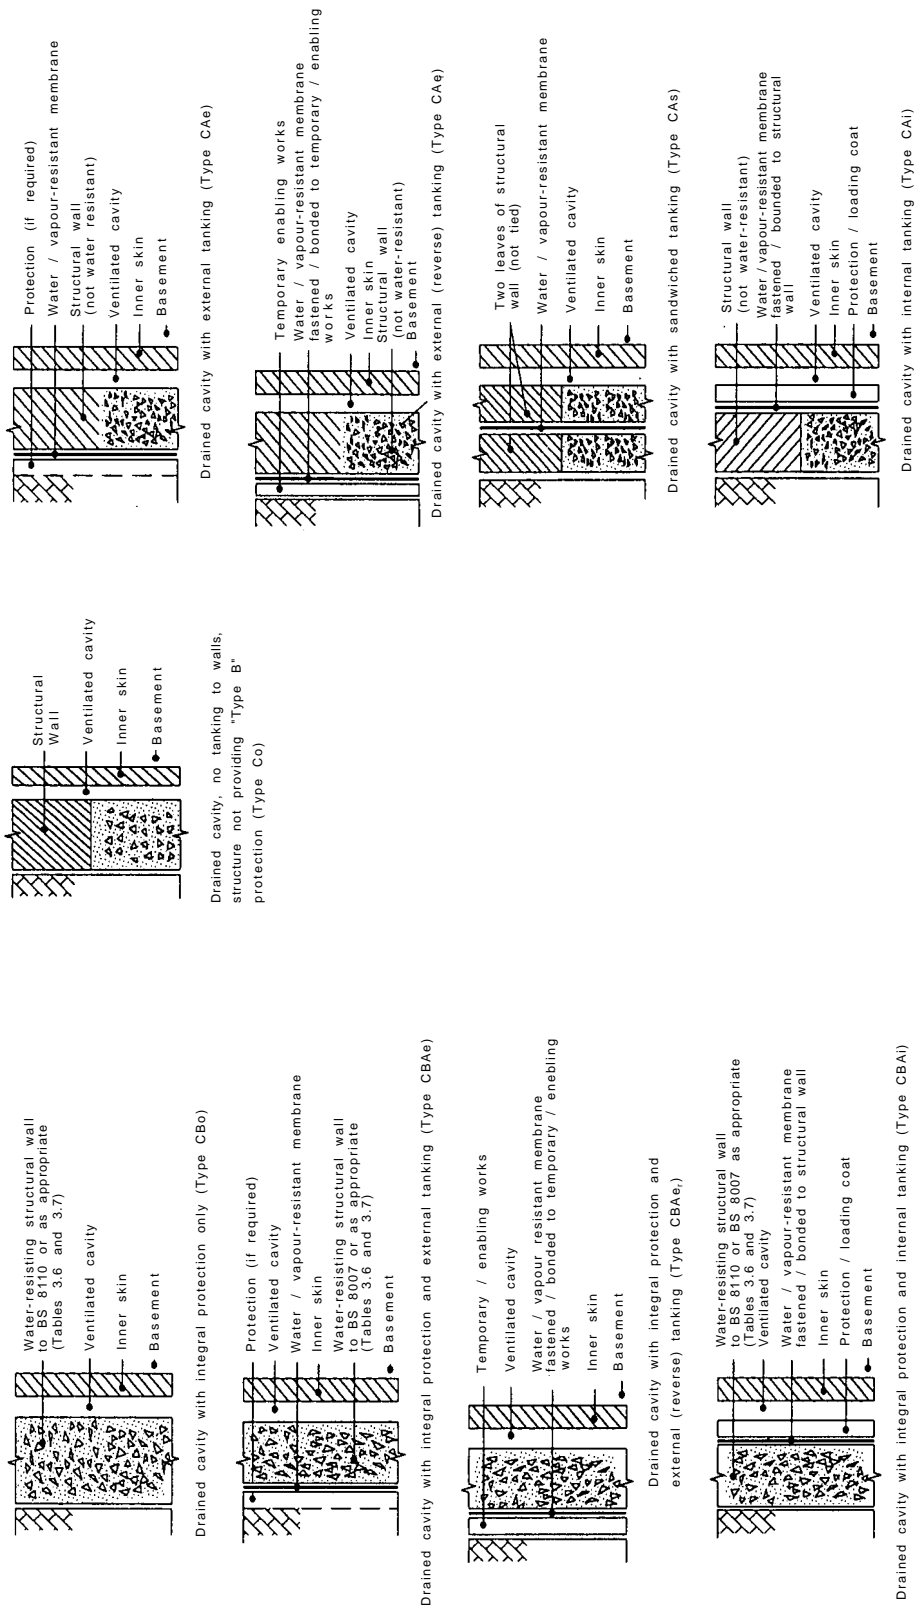 Water-resisting structural wall
to BS 8110 or as appropriate
(Tables 3.6 and 3.7)
Ventilated cavity
Inner skin
Basement
Drained cavity with integral protection only (Type CBo)
Structural
Wall
Ventilated cavity
Inner skin
Basement
Drained cavity, no tanking to walls,
structure not providing "Type B"
protection (Type Co)
Protection (if required)
Water / vapour-resistant membrane
Structural wall
(not water resistant)
Ventilated cavity
Inner skin
Basement
Drained cavity with external tanking (Type CAe)
Protection (if required)
Ventilated cavity
Water / vapour-resistant membrane
Inner skin
Water-resisting structural wall
to BS 8007 or as appropriate
(Tables 3.6 and 3.7)
Basement
Drained cavity with integral protection and external tanking (Type CBAe)
Temporary enabling works
Water / vapour-resistant membrane
fastened / bonded to temporary / enabling
works
Ventilated cavity
Inner skin
Structural wall
(not water-resistant)
Basement
Drained cavity with external (reverse) tanking (Type CAeᵣ)
Temporary / enabling works
Ventilated cavity
Water / vapour resistant membrane
fastened / bonded to temporary / enebling
works
Inner skin
Basement
Drained cavity with integral protection and
external (reverse) tanking (Type CBAeᵣ)
Two leaves of structural
wall (not tied)
Water / vapour-resistant membrane
Ventilated cavity
Inner skin
Basement
Drained cavity with sandwiched tanking (Type CAs)
Water-resisting structural wall
to BS 8110 or BS 8007 as appropriate
(Tables 3.6 and 3.7)
Ventilated cavity
Water / vapour-resistant membrane
fastened / bonded to structural wall
Inner skin
Protection / loading coat
Basement
Drained cavity with integral protection and internal tanking (Type CBAi)
Structural wall
(not water-resistant)
Water / vapour-resistant membrane
fastened / bounded to structural
wall
Ventilated cavity
Inner skin
Protection / loading coat
Basement
Drained cavity with internal tanking (Type CAi)